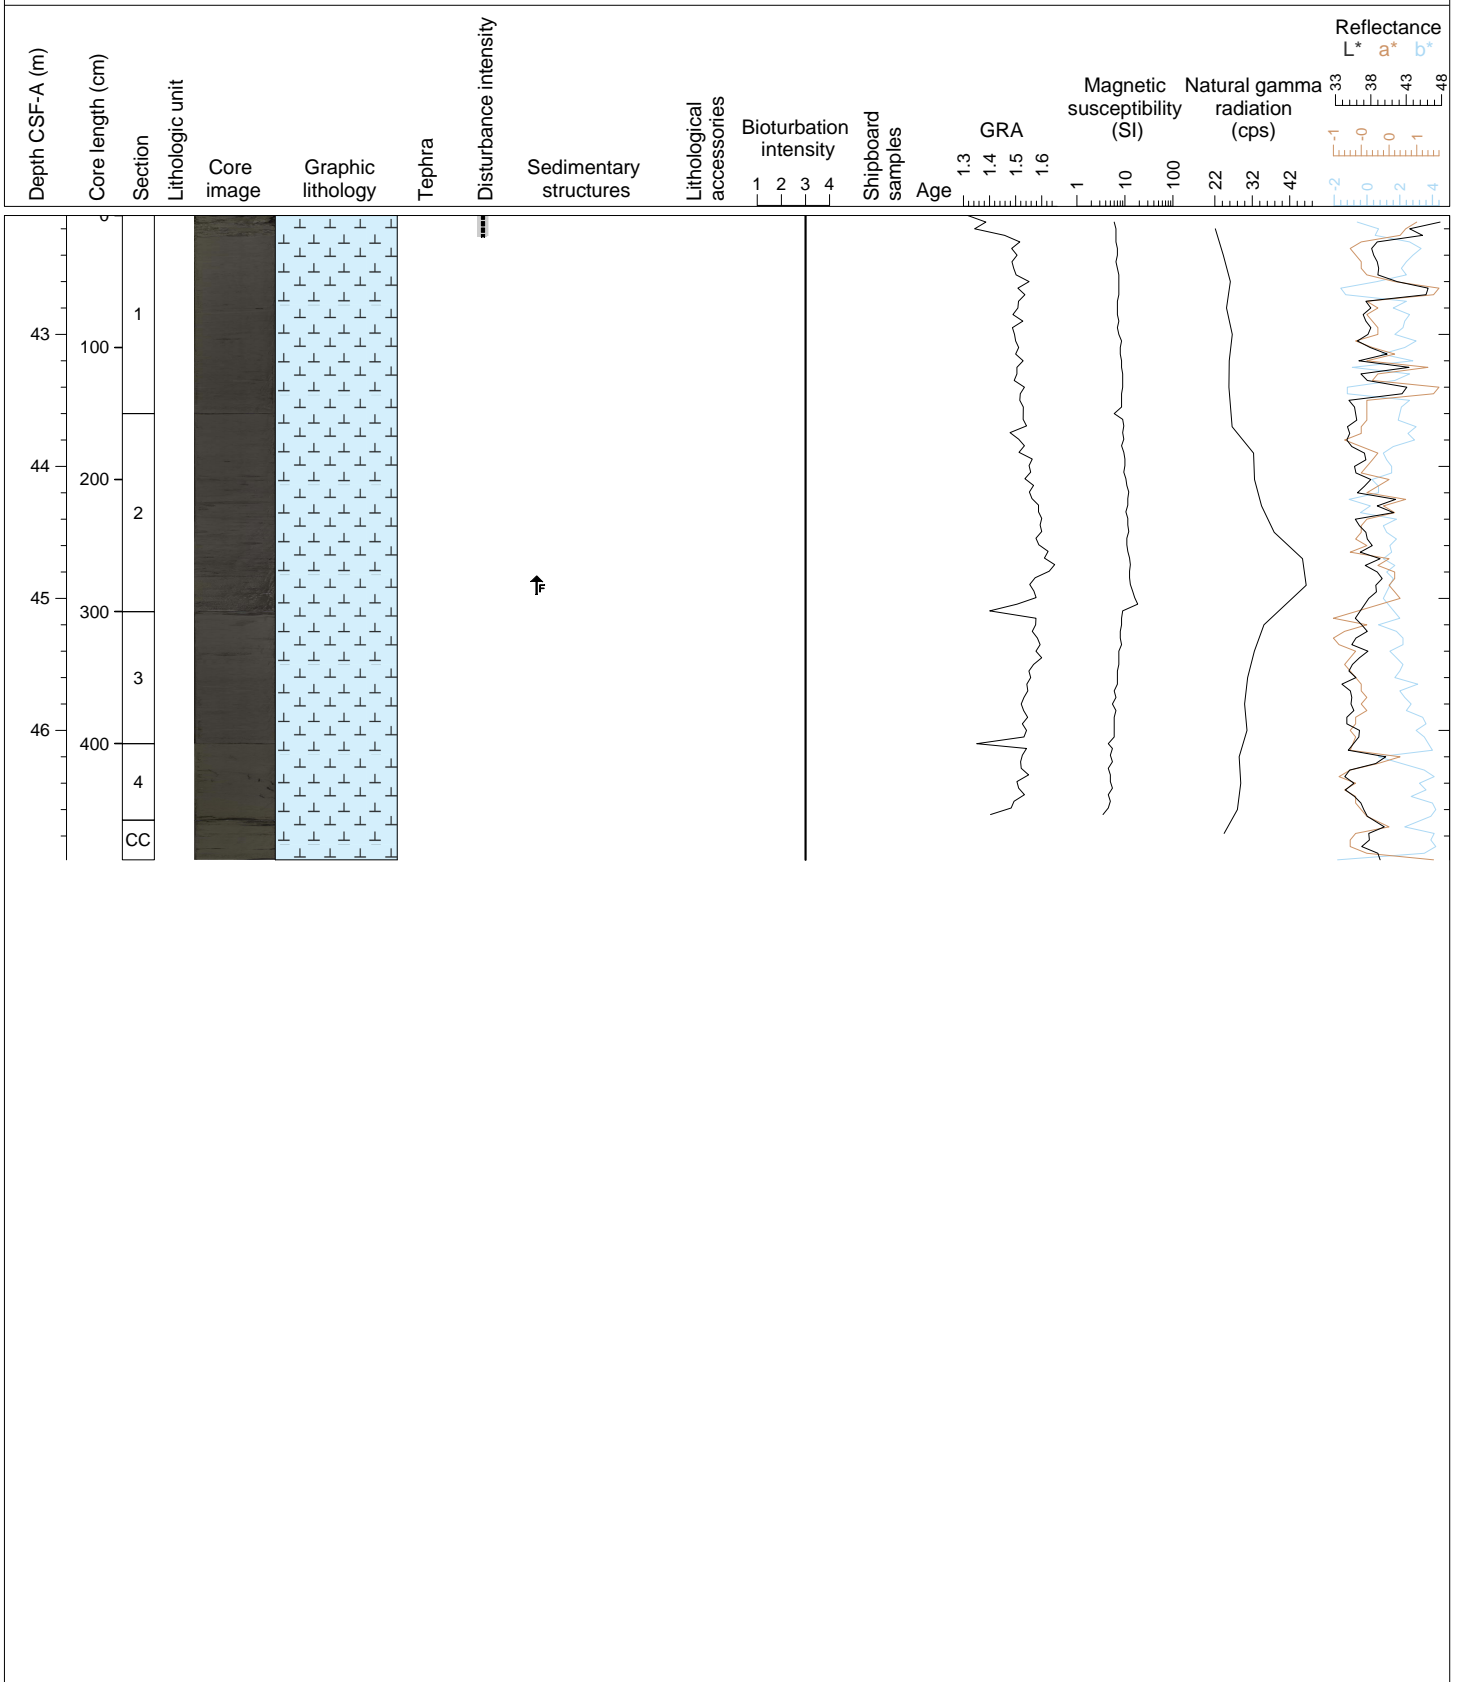 Depth CSF-A (m)
Core length (cm)
Section
Lithologic unit
Core
image
Graphic
lithology
Tephra
Disturbance intensity
Sedimentary
structures
Lithological
accessories
Bioturbation
intensity
1 2 3 4
Shipboard
samples
Age
GRA
1.3 1.4 1.5 1.6
Magnetic
susceptibility
(SI)
1 10 100
Natural gamma
radiation
(cps)
22 32 42
Reflectance
L* a* b*
33 38 43 48
-1 -0 0 1
-2 0 2 4
0
1
43
100
44
200
2
F
45
300
3
46
400
4
CC